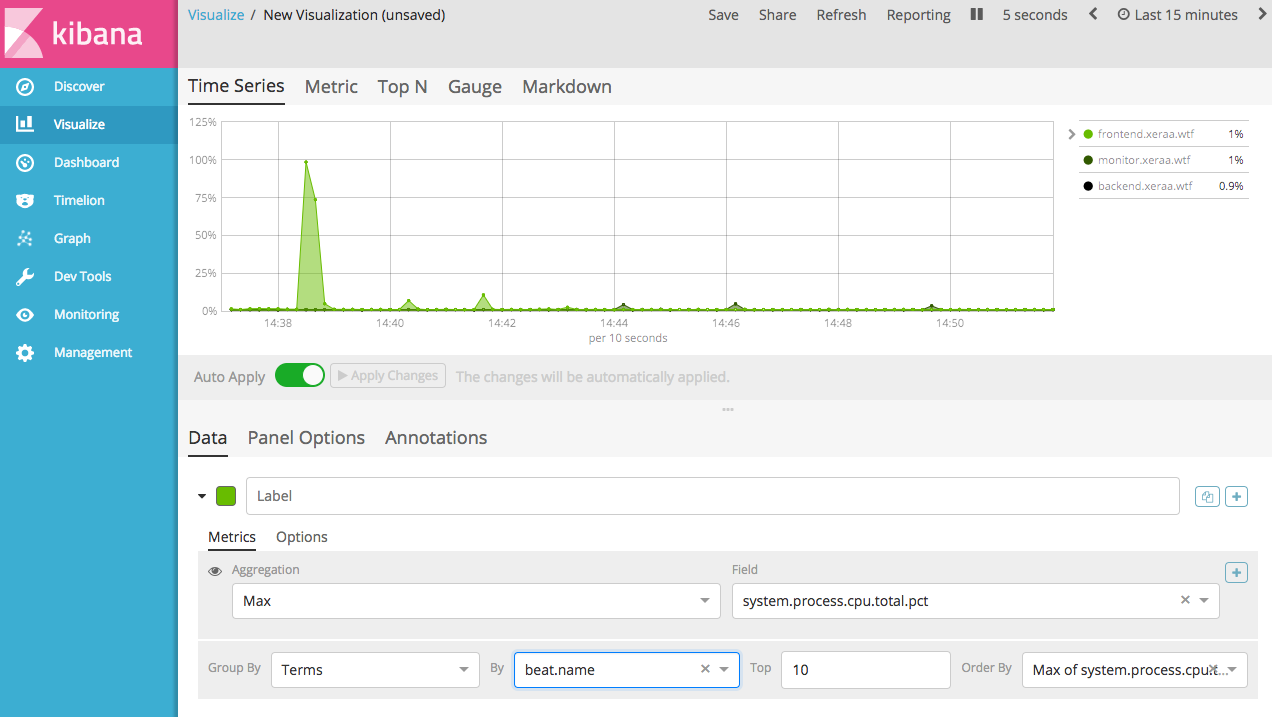 kibana
Visualize / New Visualization (unsaved)
Save Share Refresh Reporting 5 seconds Last 15 minutes
Discover
Visualize
Dashboard
Timelion
Graph
Dev Tools
Monitoring
Management
Time Series Metric Top N Gauge Markdown
125%
100%
75%
50%
25%
0%
14:38 14:40 14:42 14:44 14:46 14:48 14:50
per 10 seconds
frontend.xeraa.wtf 1%
monitor.xeraa.wtf 1%
backend.xeraa.wtf 0.9%
Auto Apply Apply Changes The changes will be automatically applied.
Data Panel Options Annotations
Label
Metrics Options
Aggregation Field
Max system.process.cpu.total.pct
Group By Terms By beat.name Top 10 Order By Max of system.process.cpu.t...